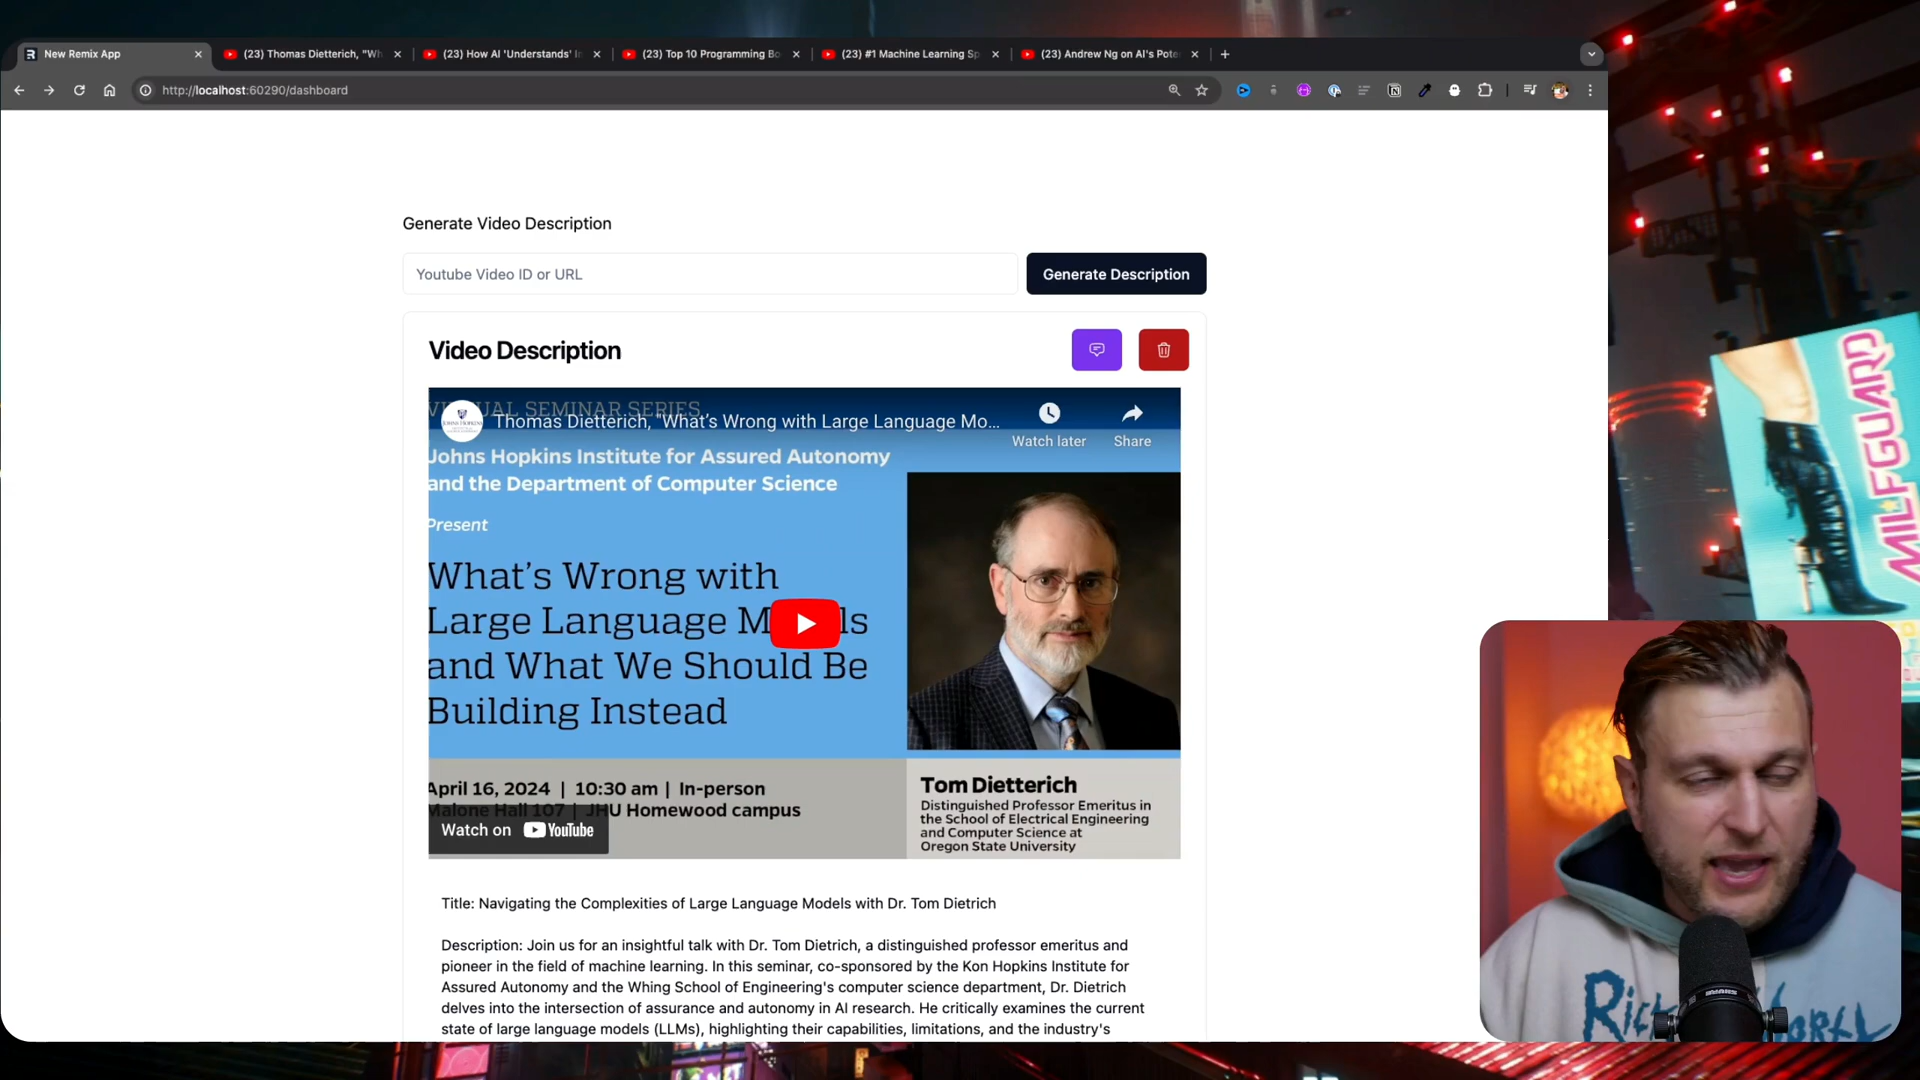 New Remix App
(23) Thomas Dietterich, "Wh
(23) How AI 'Understands' I
(23) Top 10 Programming Bo
(23) #1 Machine Learning Sp
(23) Andrew Ng on AI's Pote
http://localhost:60290/dashboard
Generate Video Description
Youtube Video ID or URL
Generate Description
Video Description
VIRTUAL SEMINAR SERIES
Thomas Dietterich, "What's Wrong with Large Language Mo...
Watch later
Share
Johns Hopkins Institute for Assured Autonomy
and the Department of Computer Science
Present
What's Wrong with
Large Language M ls
and What We Should Be
Building Instead
April 16, 2024 | 10:30 am | In-person
Malone Hall 107 | JHU Homewood campus
Watch on YouTube
Tom Dietterich
Distinguished Professor Emeritus in
the School of Electrical Engineering
and Computer Science at
Oregon State University
Title: Navigating the Complexities of Large Language Models with Dr. Tom Dietrich
Description: Join us for an insightful talk with Dr. Tom Dietrich, a distinguished professor emeritus and
pioneer in the field of machine learning. In this seminar, co-sponsored by the Kon Hopkins Institute for
Assured Autonomy and the Whing School of Engineering's computer science department, Dr. Dietrich
delves into the intersection of assurance and autonomy in AI research. He critically examines the current
state of large language models (LLMs), highlighting their capabilities, limitations, and the industry's
MILFGUARD